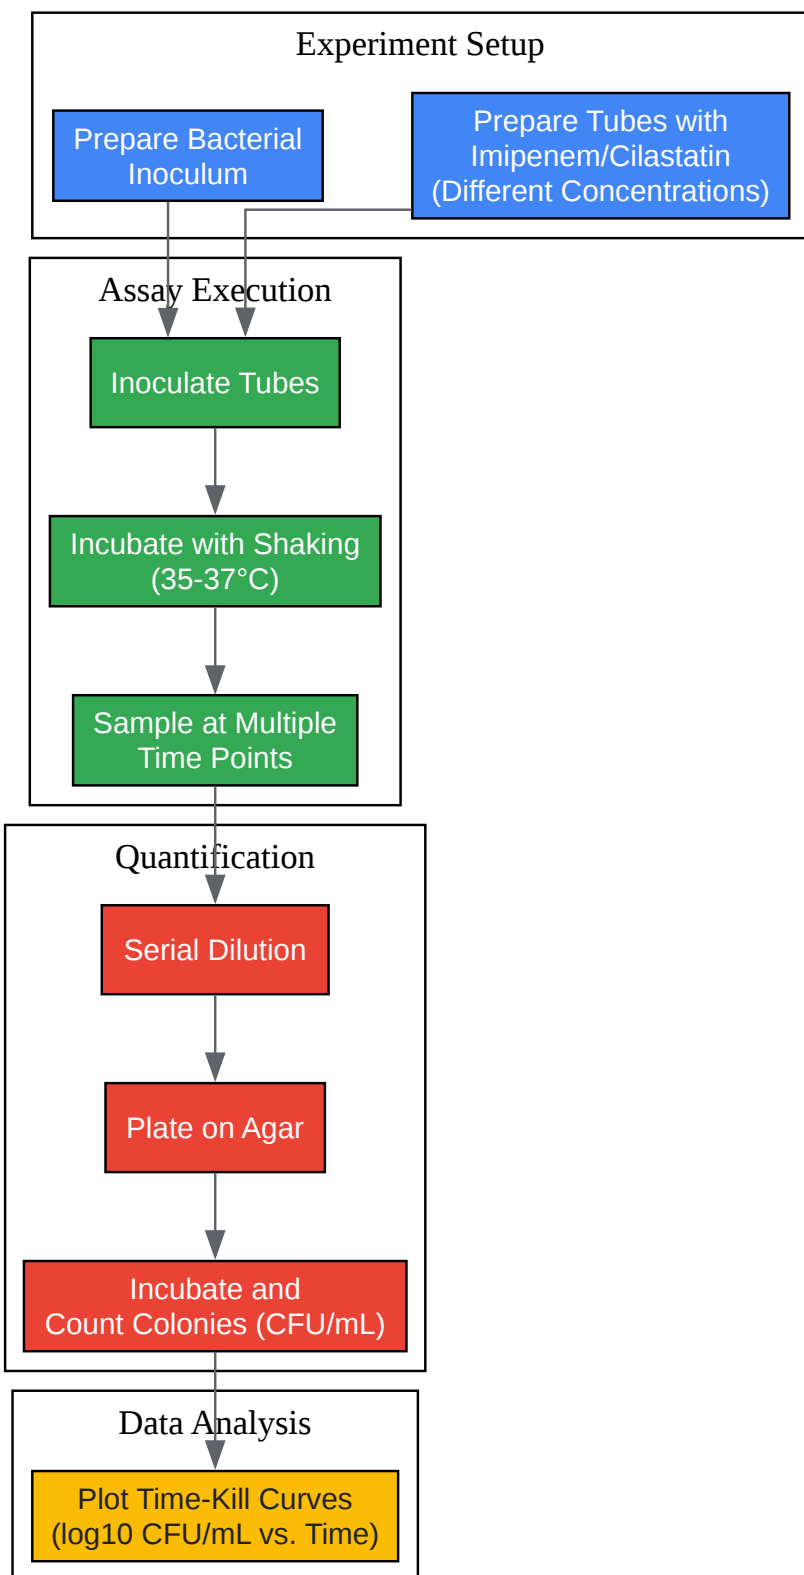 Experiment Setup
Prepare Bacterial
Inoculum
Prepare Tubes with
Imipenem/Cilastatin
(Different Concentrations)
Assay Execution
Inoculate Tubes
Incubate with Shaking
(35-37°C)
Sample at Multiple
Time Points
Quantification
Serial Dilution
Plate on Agar
Incubate and
Count Colonies (CFU/mL)
Data Analysis
Plot Time-Kill Curves
(log10 CFU/mL vs. Time)